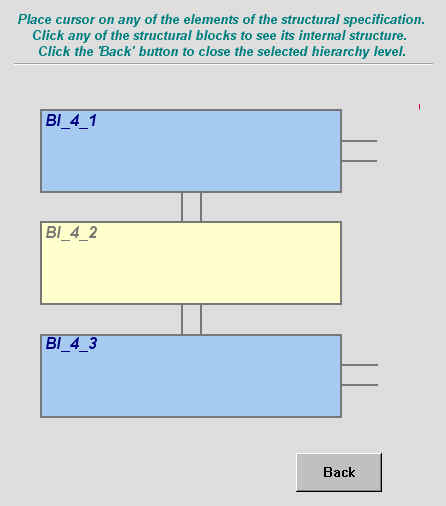 Place cursor on any of the elements of the structural specification.
Click any of the structural blocks to see its internal structure.
Click the 'Back' button to close the selected hierarchy level.
Bl_4_1
Bl_4_2
Bl_4_3
Back